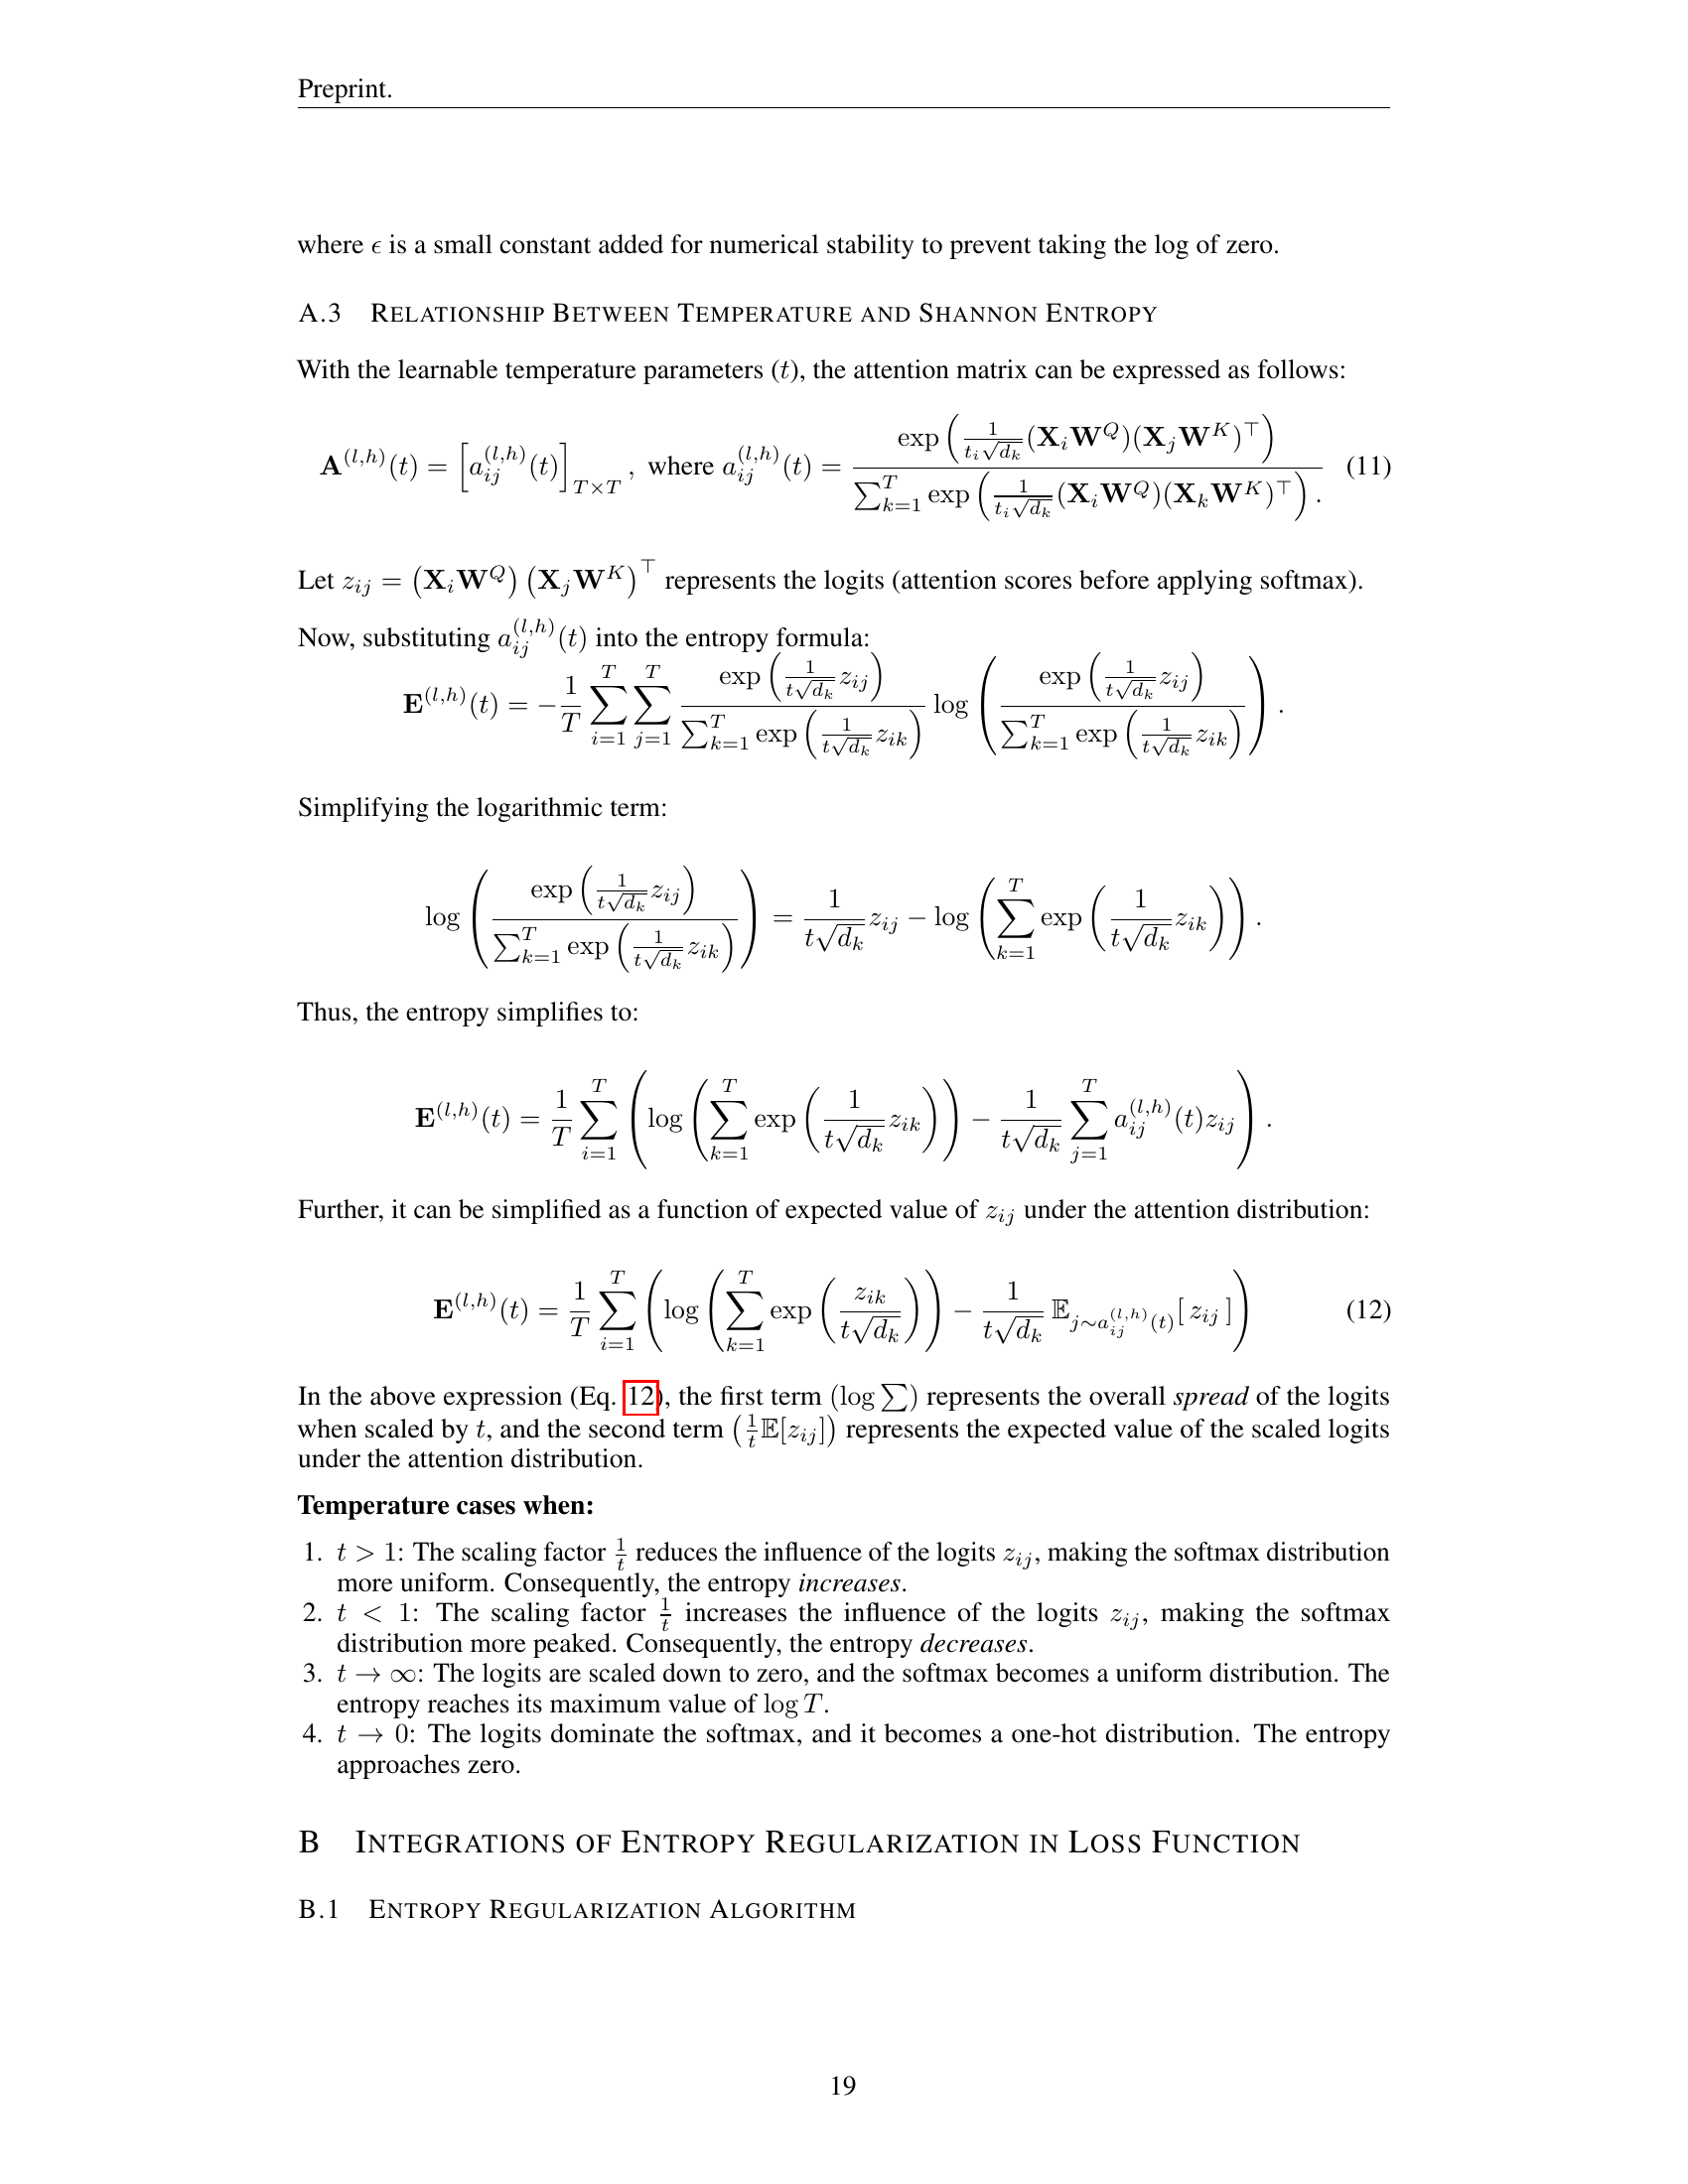 Preprint.
where ϵ is a small constant added for numerical stability to prevent taking the log of zero.
A.3 RELATIONSHIP BETWEEN TEMPERATURE AND SHANNON ENTROPY
With the learnable temperature parameters (t), the attention matrix can be expressed as follows:
$\mathbf{A}^{(l,h)}(t) = \left[a_{ij}^{(l,h)}(t)\right]_{T\times T}, \text{ where } a_{ij}^{(l,h)}(t) = \frac{\exp\left(\frac{1}{t_i\sqrt{d_k}}(\mathbf{X}_i\mathbf{W}^Q)(\mathbf{X}_j\mathbf{W}^K)^\top\right)}{\sum_{k=1}^{T}\exp\left(\frac{1}{t_i\sqrt{d_k}}(\mathbf{X}_i\mathbf{W}^Q)(\mathbf{X}_k\mathbf{W}^K)^\top\right).}$ (11)
Let $z_{ij} = \left(\mathbf{X}_i\mathbf{W}^Q\right)\left(\mathbf{X}_j\mathbf{W}^K\right)^\top$ represents the logits (attention scores before applying softmax).
Now, substituting $a_{ij}^{(l,h)}(t)$ into the entropy formula:
$\mathbf{E}^{(l,h)}(t) = -\frac{1}{T}\sum_{i=1}^{T}\sum_{j=1}^{T}\frac{\exp\left(\frac{1}{t\sqrt{d_k}}z_{ij}\right)}{\sum_{k=1}^{T}\exp\left(\frac{1}{t\sqrt{d_k}}z_{ik}\right)}\log\left(\frac{\exp\left(\frac{1}{t\sqrt{d_k}}z_{ij}\right)}{\sum_{k=1}^{T}\exp\left(\frac{1}{t\sqrt{d_k}}z_{ik}\right)}\right).$
Simplifying the logarithmic term:
$\log\left(\frac{\exp\left(\frac{1}{t\sqrt{d_k}}z_{ij}\right)}{\sum_{k=1}^{T}\exp\left(\frac{1}{t\sqrt{d_k}}z_{ik}\right)}\right) = \frac{1}{t\sqrt{d_k}}z_{ij} - \log\left(\sum_{k=1}^{T}\exp\left(\frac{1}{t\sqrt{d_k}}z_{ik}\right)\right).$
Thus, the entropy simplifies to:
$\mathbf{E}^{(l,h)}(t) = \frac{1}{T}\sum_{i=1}^{T}\left(\log\left(\sum_{k=1}^{T}\exp\left(\frac{1}{t\sqrt{d_k}}z_{ik}\right)\right) - \frac{1}{t\sqrt{d_k}}\sum_{j=1}^{T}a_{ij}^{(l,h)}(t)z_{ij}\right).$
Further, it can be simplified as a function of expected value of $z_{ij}$ under the attention distribution:
$\mathbf{E}^{(l,h)}(t) = \frac{1}{T}\sum_{i=1}^{T}\left(\log\left(\sum_{k=1}^{T}\exp\left(\frac{z_{ik}}{t\sqrt{d_k}}\right)\right) - \frac{1}{t\sqrt{d_k}}\mathbb{E}_{j\sim a_{ij}^{(l,h)}(t)}[z_{ij}]\right)$ (12)
In the above expression (Eq. 12), the first term (log ∑) represents the overall spread of the logits
when scaled by t, and the second term $\left(\frac{1}{t}\mathbb{E}[z_{ij}]\right)$ represents the expected value of the scaled logits
under the attention distribution.
Temperature cases when:
1. t > 1: The scaling factor $\frac{1}{t}$ reduces the influence of the logits $z_{ij}$, making the softmax distribution
more uniform. Consequently, the entropy increases.
2. t < 1: The scaling factor $\frac{1}{t}$ increases the influence of the logits $z_{ij}$, making the softmax
distribution more peaked. Consequently, the entropy decreases.
3. t → ∞: The logits are scaled down to zero, and the softmax becomes a uniform distribution. The
entropy reaches its maximum value of log T.
4. t → 0: The logits dominate the softmax, and it becomes a one-hot distribution. The entropy
approaches zero.
B INTEGRATIONS OF ENTROPY REGULARIZATION IN LOSS FUNCTION
B.1 ENTROPY REGULARIZATION ALGORITHM
19